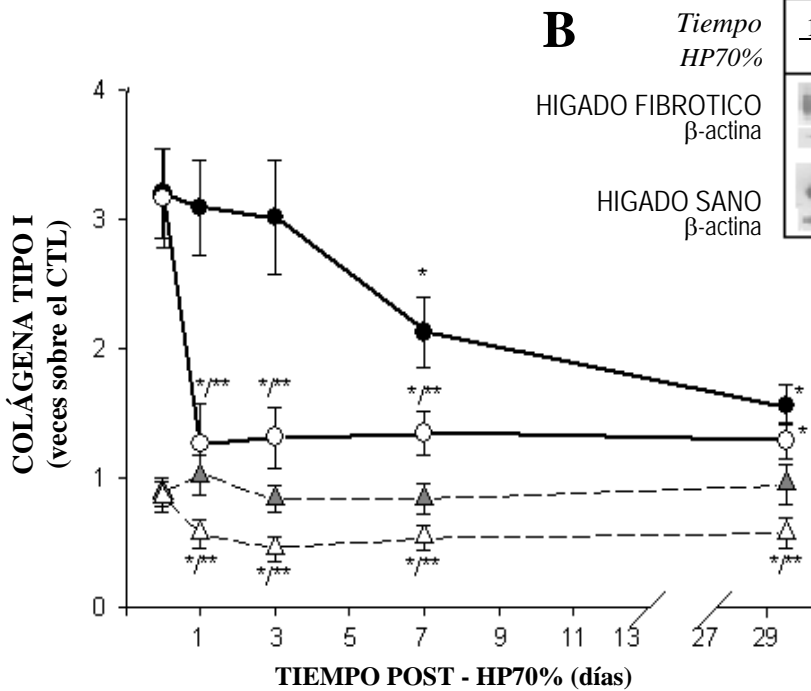 B
Tiempo
HP70%
HIGADO FIBROTICO
β-actina
HIGADO SANO
β-actina
COLÁGENA TIPO I
(veces sobre el CTL)
4
3
2
1
0
*
*/**
*/**
*/**
*
*
*/**
*/**
*/**
*/**
1 3 5 7 9 11 13 27 29
TIEMPO POST - HP70% (días)